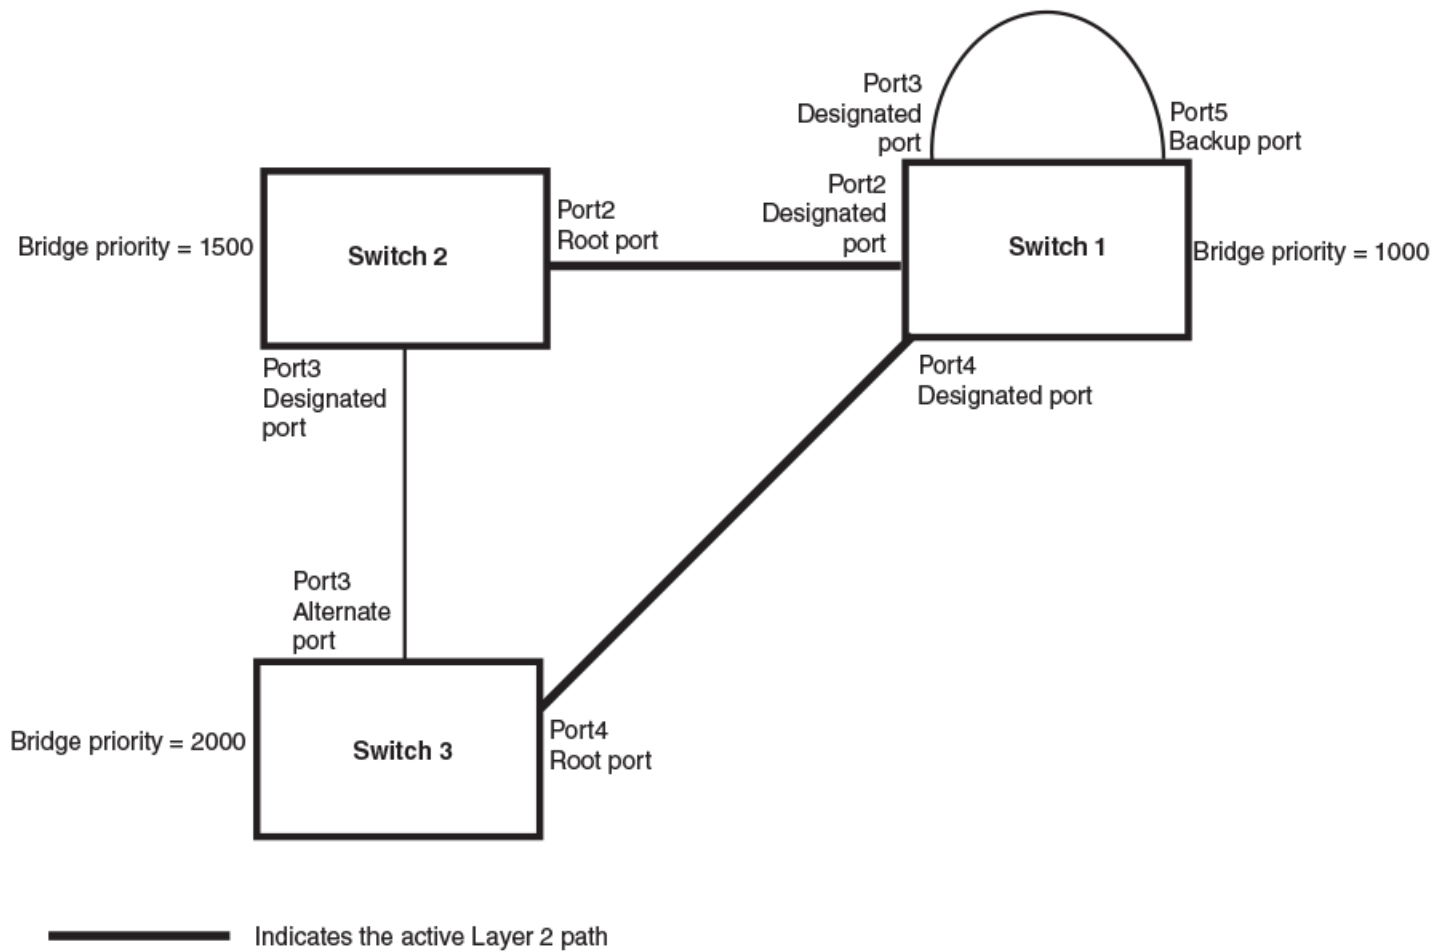 Port3
Designated
port
Port5
Backup port
Port2
Designated
port
Port2
Root port
Bridge priority = 1500
Switch 2
Switch 1
Bridge priority = 1000
Port3
Designated
port
Port4
Designated port
Port3
Alternate
port
Bridge priority = 2000
Switch 3
Port4
Root port
Indicates the active Layer 2 path